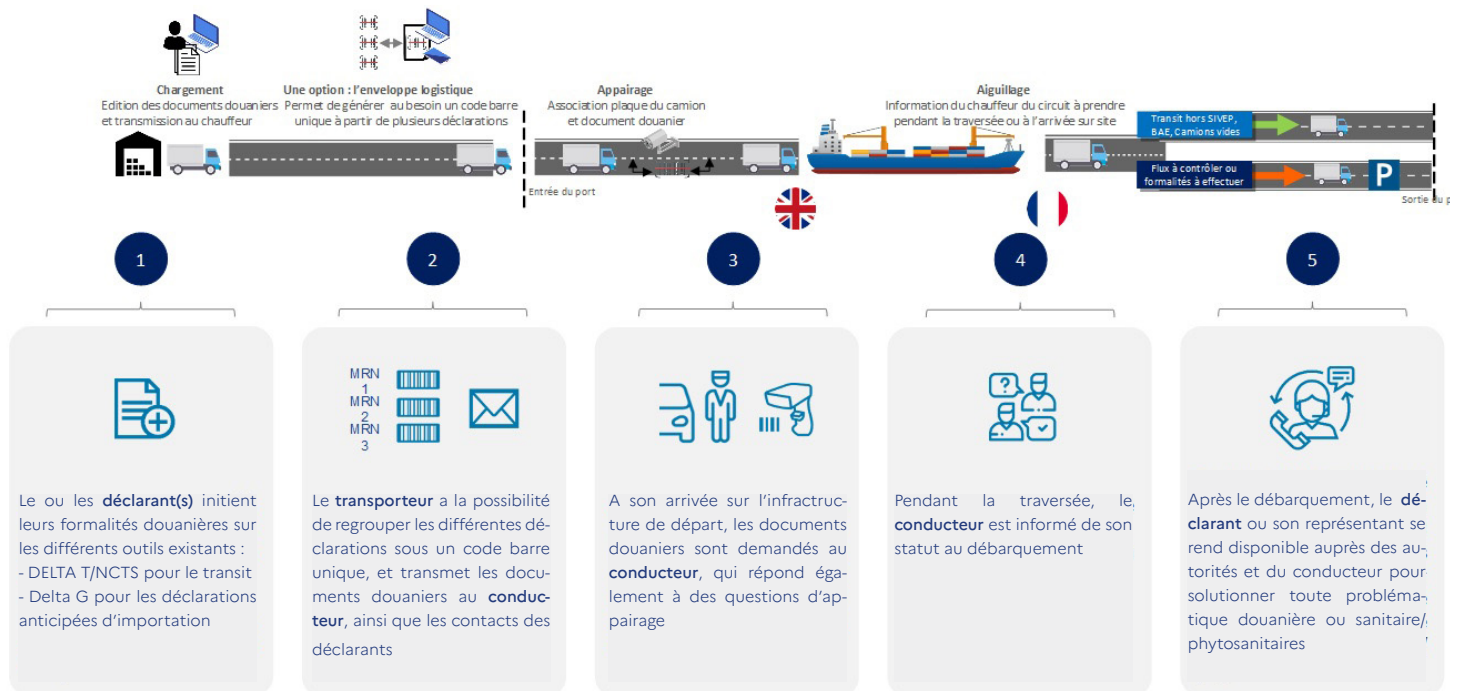 Chargement
Edition des documents douaniers
et transmission au chauffeur
Une option : l'enveloppe logistique
Permet de générer au besoin un code barre
unique à partir de plusieurs déclarations
Appairage
Association plaque du camion
et document douanier
Aiguillage
Information du chauffeur du circuit à prendre
pendant la traversée ou à l'arrivée sur site
Transit hors SIVEP,
BAE, Camions vides
Flux à contrôler ou
formalités à effectuer
P
Entrée du port
Sortie du p
1
2
3
4
5
Le ou les déclarant(s) initient
leurs formalités douanières sur
les différents outils existants :
- DELTA T/NCTS pour le transit
- Delta G pour les déclarations
anticipées d'importation
MRN
1
MRN
2
MRN
3
Le transporteur a la possibilité
de regrouper les différentes dé-
clarations sous un code barre
unique, et transmet les docu-
ments douaniers au conduc-
teur, ainsi que les contacts des
déclarants
A son arrivée sur l'infractruc-
ture de départ, les documents
douaniers sont demandés au
conducteur, qui répond éga-
lement à des questions d'ap-
pairage
?
Pendant la traversée, le
conducteur est informé de son
statut au débarquement
Après le débarquement, le dé-
clarant ou son représentant se
rend disponible auprès des au-
torités et du conducteur pour
solutionner toute probléma-
tique douanière ou sanitaire/
phytosanitaires